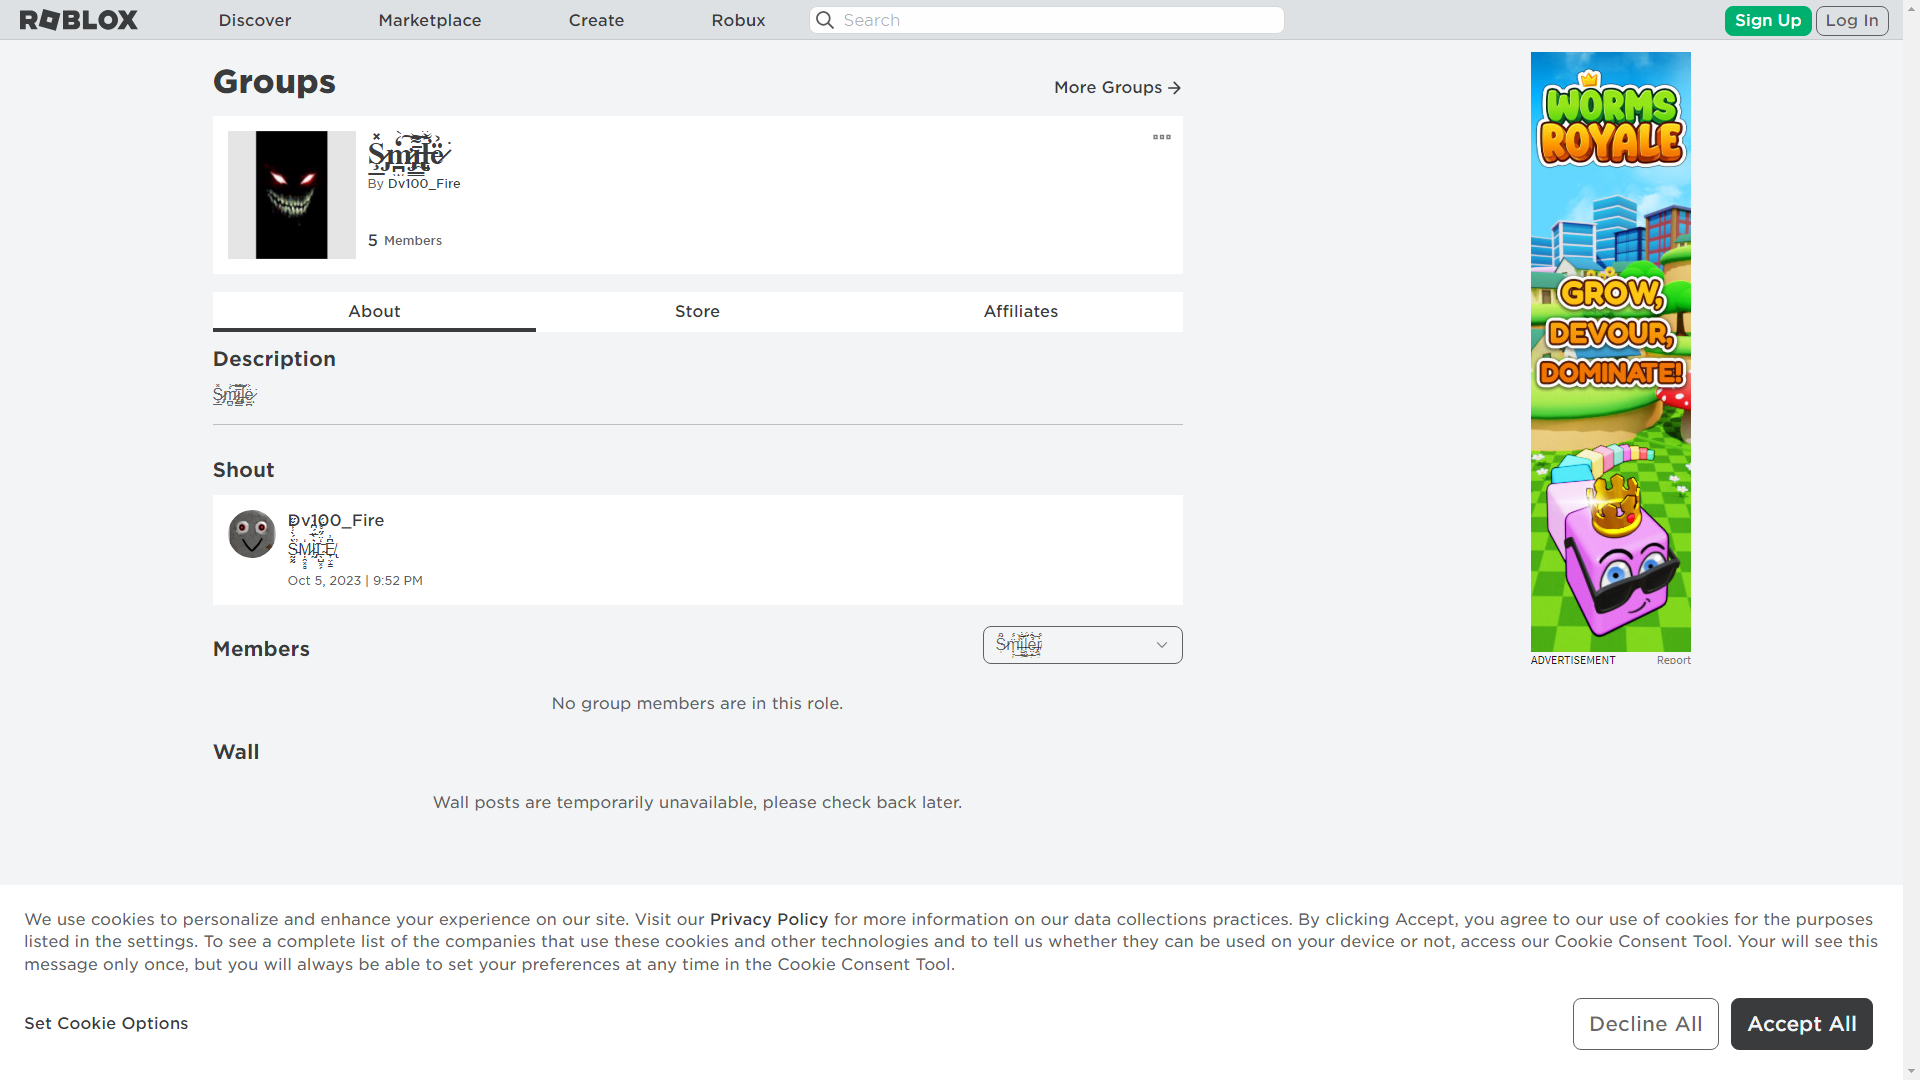 ROBLOX
Discover
Marketplace
Create
Robux
Search
Sign Up
Log In
Groups
More Groups
Smile
By Dv100_Fire
5 Members
About
Store
Affiliates
Description
Smile
Shout
Dv100_Fire
SMILE
Oct 5, 2023 | 9:52 PM
Members
Smiler
No group members are in this role.
Wall
Wall posts are temporarily unavailable, please check back later.
WORMS
ROYALE
GROW,
DEVOUR,
DOMINATE!
ADVERTISEMENT
Report
We use cookies to personalize and enhance your experience on our site. Visit our Privacy Policy for more information on our data collections practices. By clicking Accept, you agree to our use of cookies for the purposes
listed in the settings. To see a complete list of the companies that use these cookies and other technologies and to tell us whether they can be used on your device or not, access our Cookie Consent Tool. Your will see this
message only once, but you will always be able to set your preferences at any time in the Cookie Consent Tool.
Set Cookie Options
Decline All
Accept All